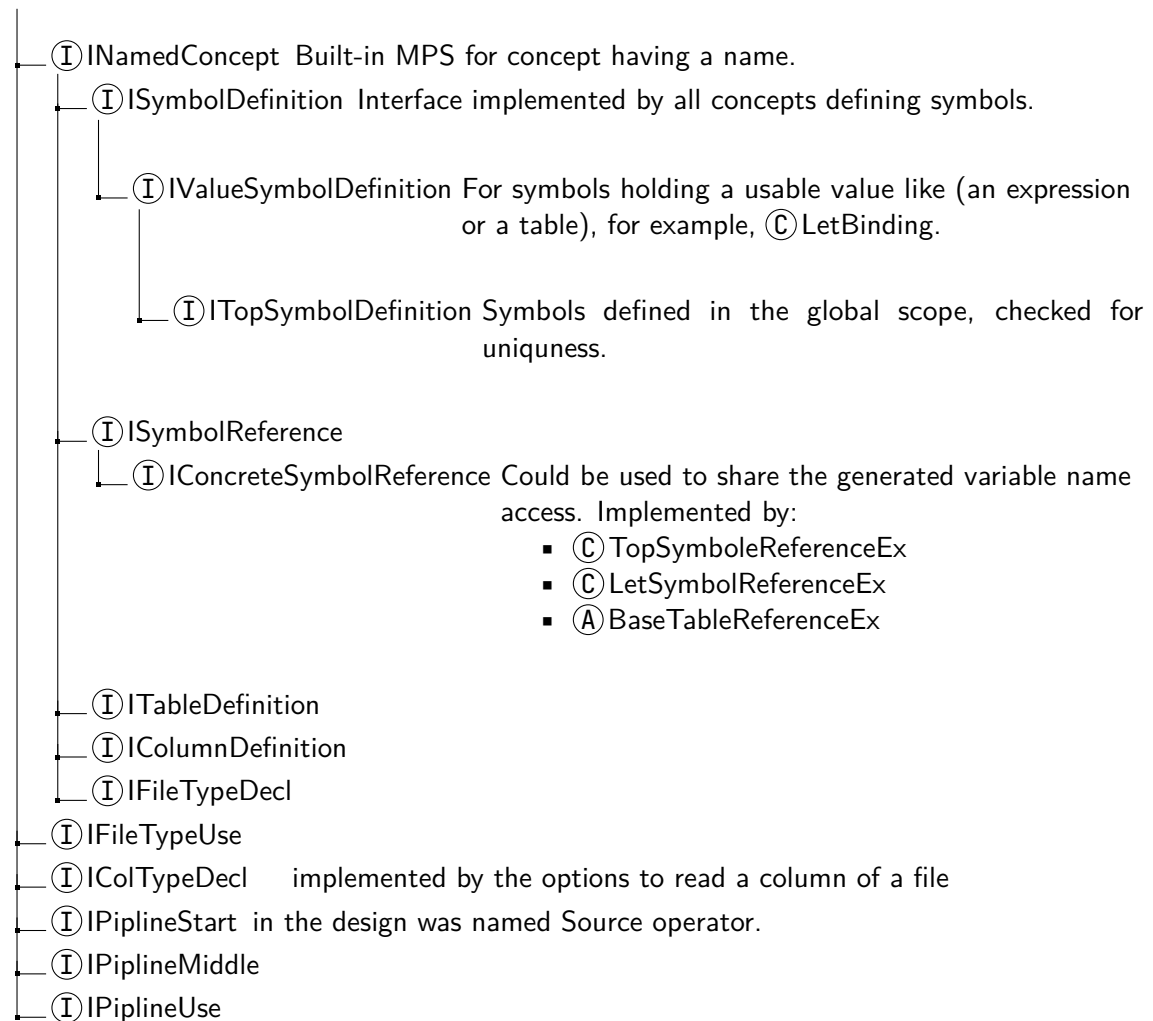 Ⓘ INamedConcept Built-in MPS for concept having a name.
Ⓘ ISymbolDefinition Interface implemented by all concepts defining symbols.
Ⓘ IValueSymbolDefinition For symbols holding a usable value like (an expression
or a table), for example, Ⓒ LetBinding.
Ⓘ ITopSymbolDefinition Symbols defined in the global scope, checked for
uniquness.
Ⓘ ISymbolReference
Ⓘ IConcreteSymbolReference Could be used to share the generated variable name
access. Implemented by:
▪ Ⓒ TopSymboleReferenceEx
▪ Ⓒ LetSymbolReferenceEx
▪ Ⓐ BaseTableReferenceEx
Ⓘ ITableDefinition
Ⓘ IColumnDefinition
Ⓘ IFileTypeDecl
Ⓘ IFileTypeUse
Ⓘ IColTypeDecl implemented by the options to read a column of a file
Ⓘ IPiplineStart in the design was named Source operator.
Ⓘ IPiplineMiddle
Ⓘ IPiplineUse